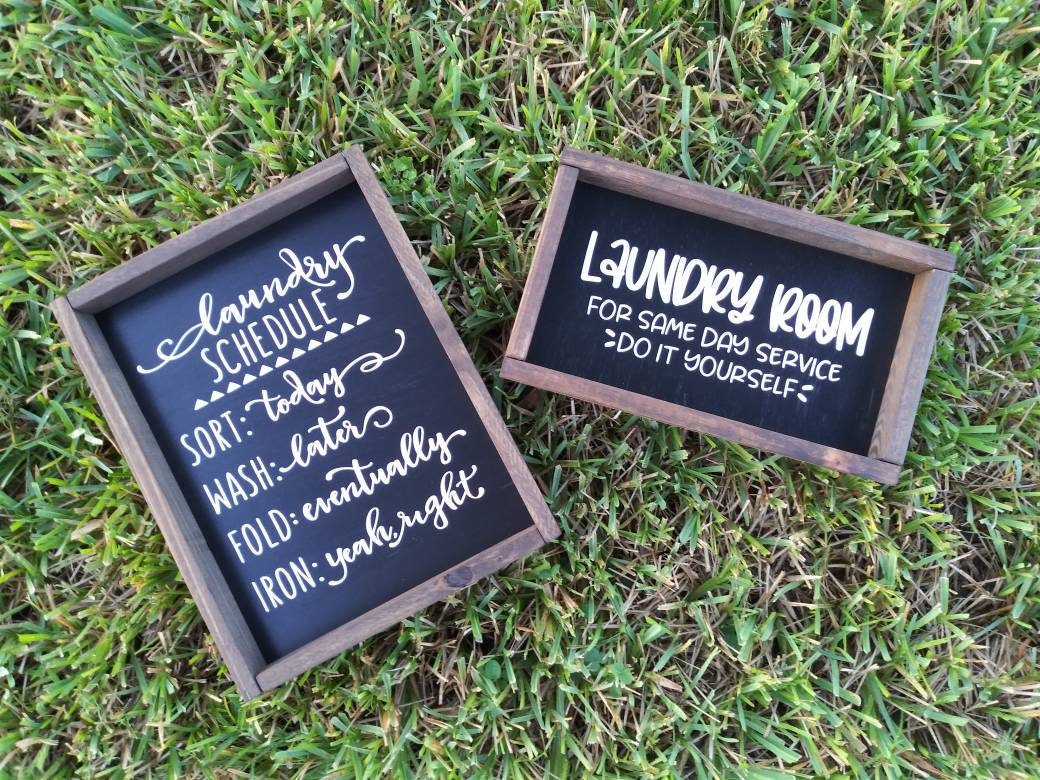 laundry
SCHEDULE
SORT: today
WASH: later
FOLD: eventually
IRON: yeah, right
LaUNDRY ROOM
FOR SAME DAY SERVICE
DO IT YOURSELF